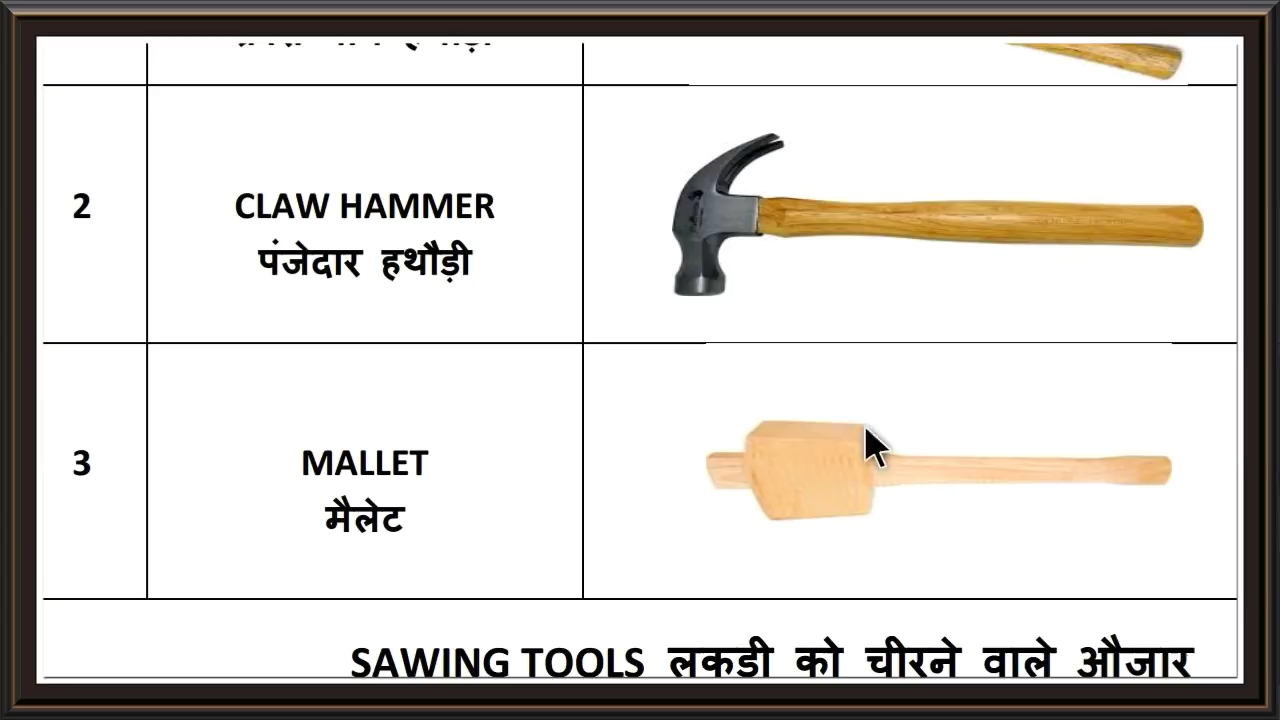 2
CLAW HAMMER
पंजेदार हथौड़ी
3
MALLET
मैलेट
SAWING TOOLS लकडी को चीरने वाले औजार